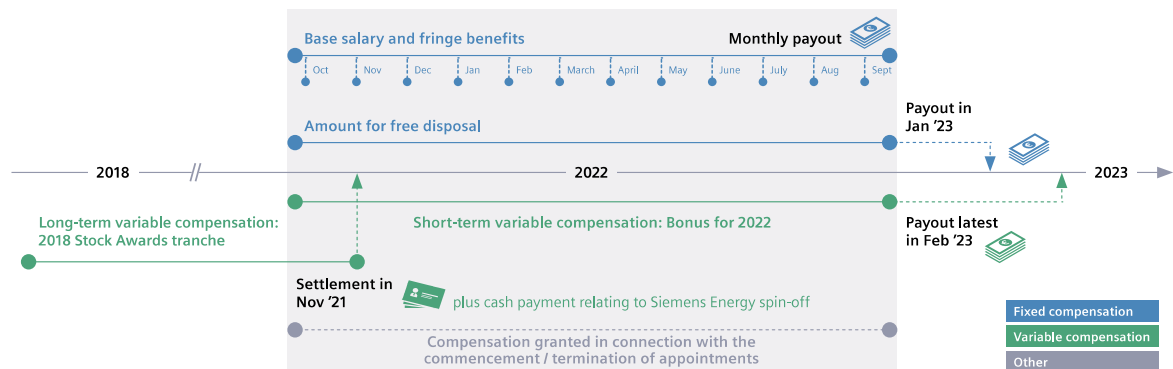 Base salary and fringe benefits
Monthly payout
Oct Nov Dec Jan Feb March April May June July Aug Sept
Amount for free disposal
Payout in
Jan ’23
2018
2022
2023
Long-term variable compensation:
2018 Stock Awards tranche
Short-term variable compensation: Bonus for 2022
Payout latest
in Feb ’23
Settlement in
Nov ’21
plus cash payment relating to Siemens Energy spin-off
Compensation granted in connection with the
commencement / termination of appointments
Fixed compensation
Variable compensation
Other